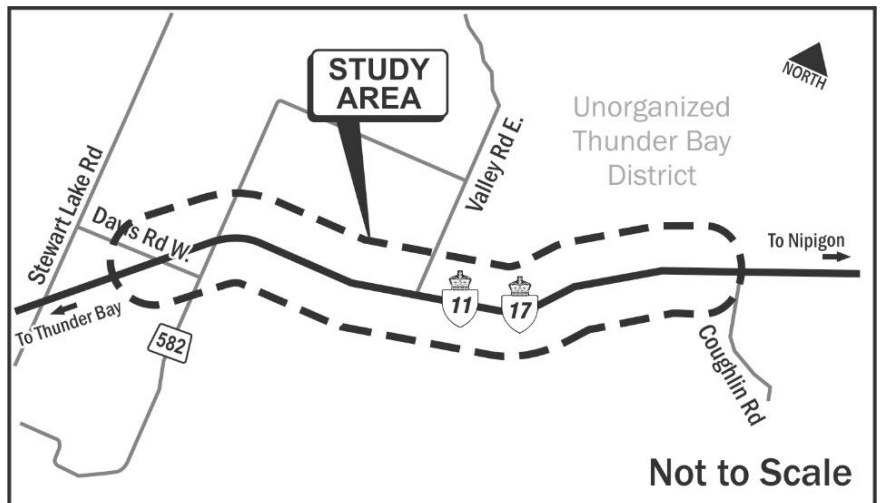 STUDY
AREA
NORTH
Unorganized
Thunder Bay
District
Stewart Lake Rd
Davis Rd W.
Valley Rd E.
To Nipigon
11
17
To Thunder Bay
582
Coughlin Rd
Not to Scale